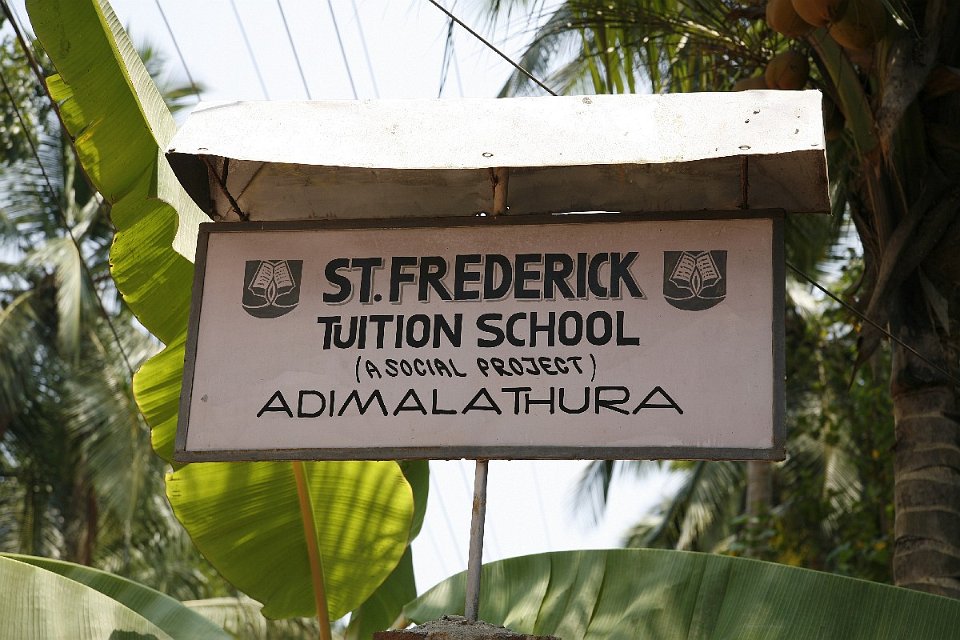 ST. FREDERICK
TUITION SCHOOL
(A SOCIAL PROJECT)
ADIMALATHURA